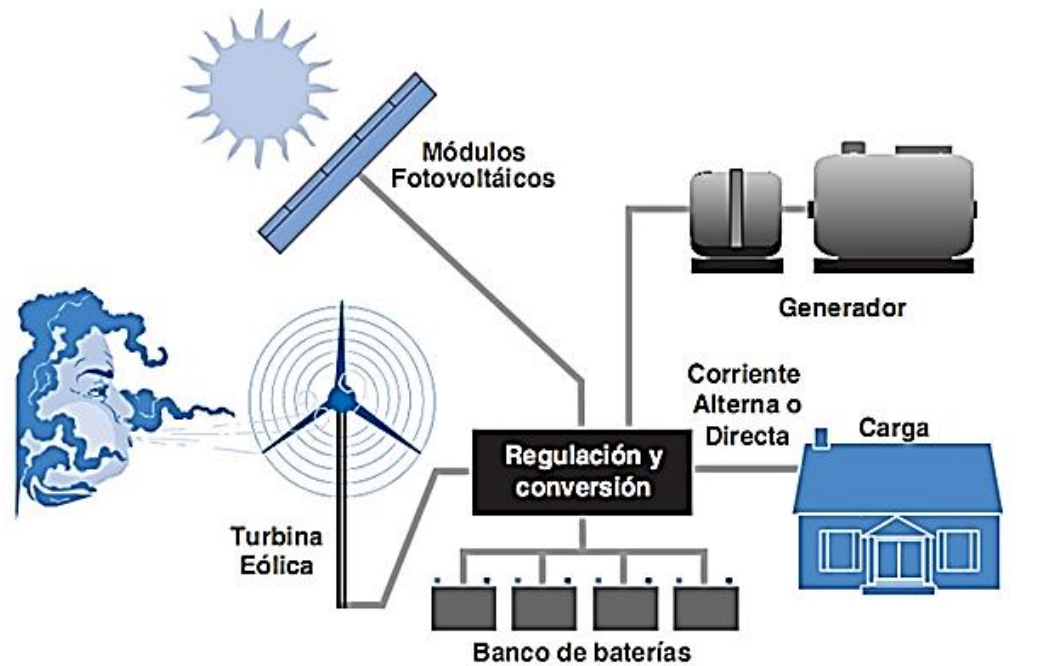 Módulos
Fotovoltáicos
Generador
Corriente
Alterna o
Directa
Carga
Regulación y
conversión
Turbina
Eólica
Banco de baterías